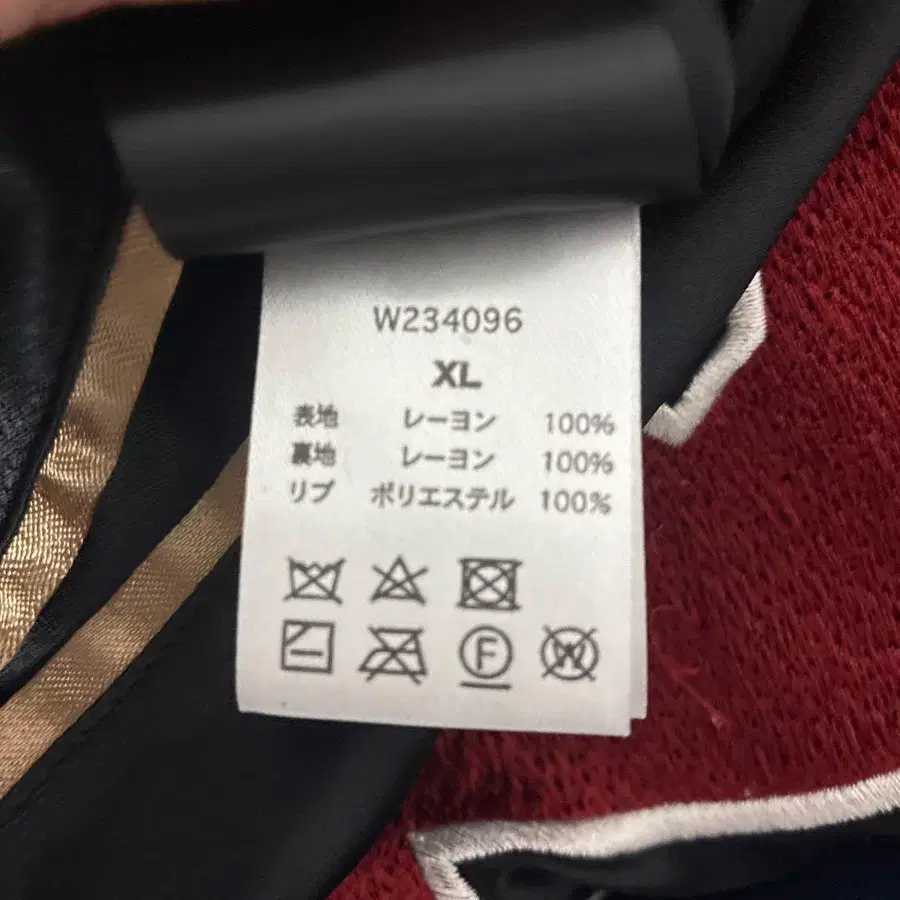 W234096
XL
表地 レーヨン 100%
裏地 レーヨン 100%
リブ ポリエステル 100%
F W